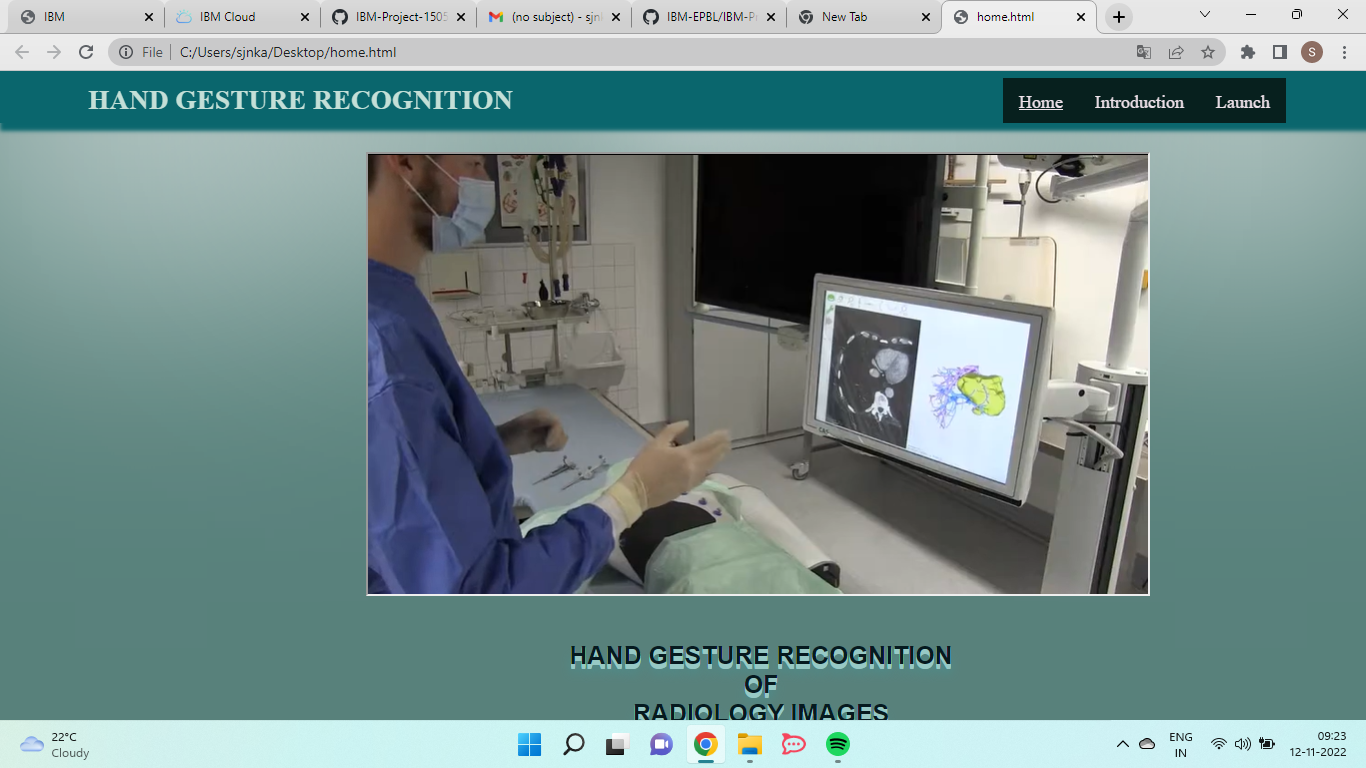 IBM
IBM Cloud
IBM-Project-1505
(no subject) - sjnk
IBM-EPBL/IBM-Pr
New Tab
home.html
File
C:/Users/sjnka/Desktop/home.html
S
HAND GESTURE RECOGNITION
Home
Introduction
Launch
HAND GESTURE RECOGNITION
OF
RADIOLOGY IMAGES
22°C
Cloudy
ENG
IN
09:23
12-11-2022